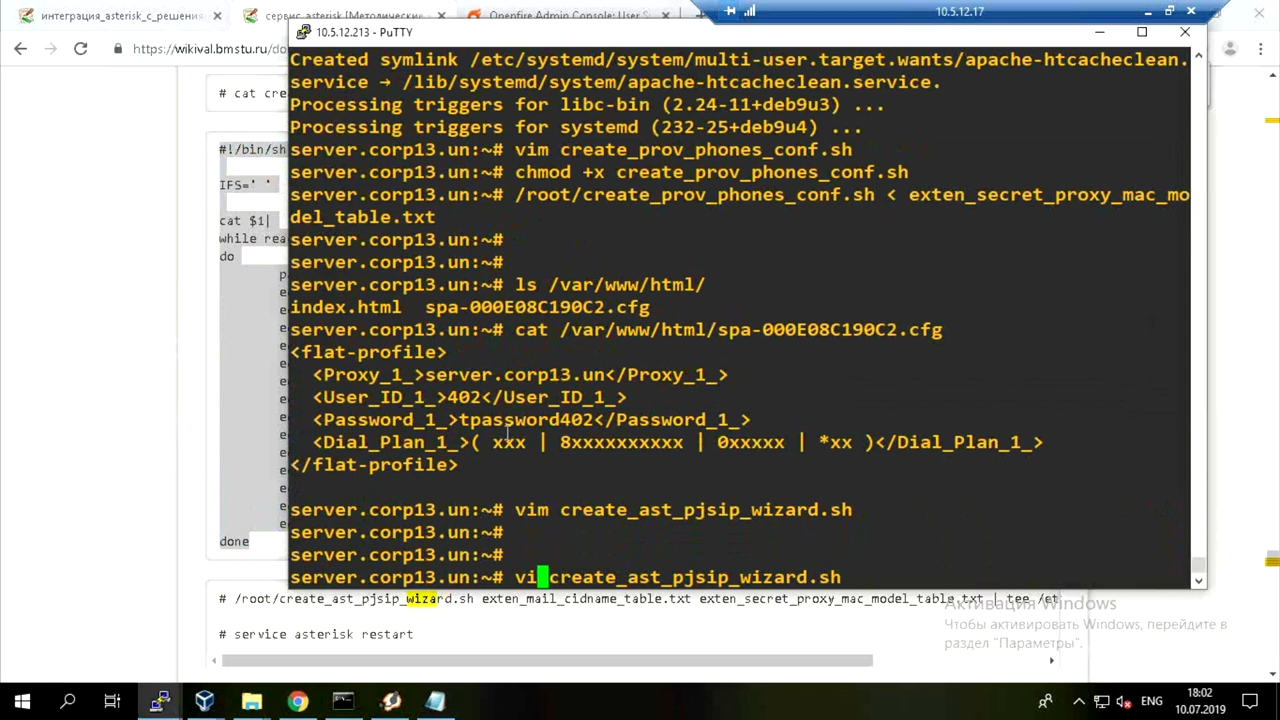 интеграция_asterisk_с_решения
сервис_asterisk [Методические
Openfire Admin Console: User S
10.5.12.17
https://wikival.bmstu.ru/do
# cat cre
#!/bin/sh
IFS=' '
cat $1|
while rea
do
done
10.5.12.213 - PuTTY
Created symlink /etc/systemd/system/multi-user.target.wants/apache-htcacheclean.
service → /lib/systemd/system/apache-htcacheclean.service.
Processing triggers for libc-bin (2.24-11+deb9u3) ...
Processing triggers for systemd (232-25+deb9u4) ...
server.corp13.un:~# vim create_prov_phones_conf.sh
server.corp13.un:~# chmod +x create_prov_phones_conf.sh
server.corp13.un:~# /root/create_prov_phones_conf.sh < exten_secret_proxy_mac_mo
del_table.txt
server.corp13.un:~#
server.corp13.un:~#
server.corp13.un:~# ls /var/www/html/
index.html  spa-000E08C190C2.cfg
server.corp13.un:~# cat /var/www/html/spa-000E08C190C2.cfg
<flat-profile>
  <Proxy_1_>server.corp13.un</Proxy_1_>
  <User_ID_1_>402</User_ID_1_>
  <Password_1_>tpassword402</Password_1_>
  <Dial_Plan_1_>( xxx | 8xxxxxxxxxx | 0xxxxx | *xx )</Dial_Plan_1_>
</flat-profile>
server.corp13.un:~# vim create_ast_pjsip_wizard.sh
server.corp13.un:~#
server.corp13.un:~#
server.corp13.un:~# vi create_ast_pjsip_wizard.sh
# /root/create_ast_pjsip_wizard.sh exten_mail_cidname_table.txt exten_secret_proxy_mac_model_table.txt | tee /et
# service asterisk restart
Активация Windows
Чтобы активировать Windows, перейдите в
раздел "Параметры".
ENG
18:02
10.07.2019